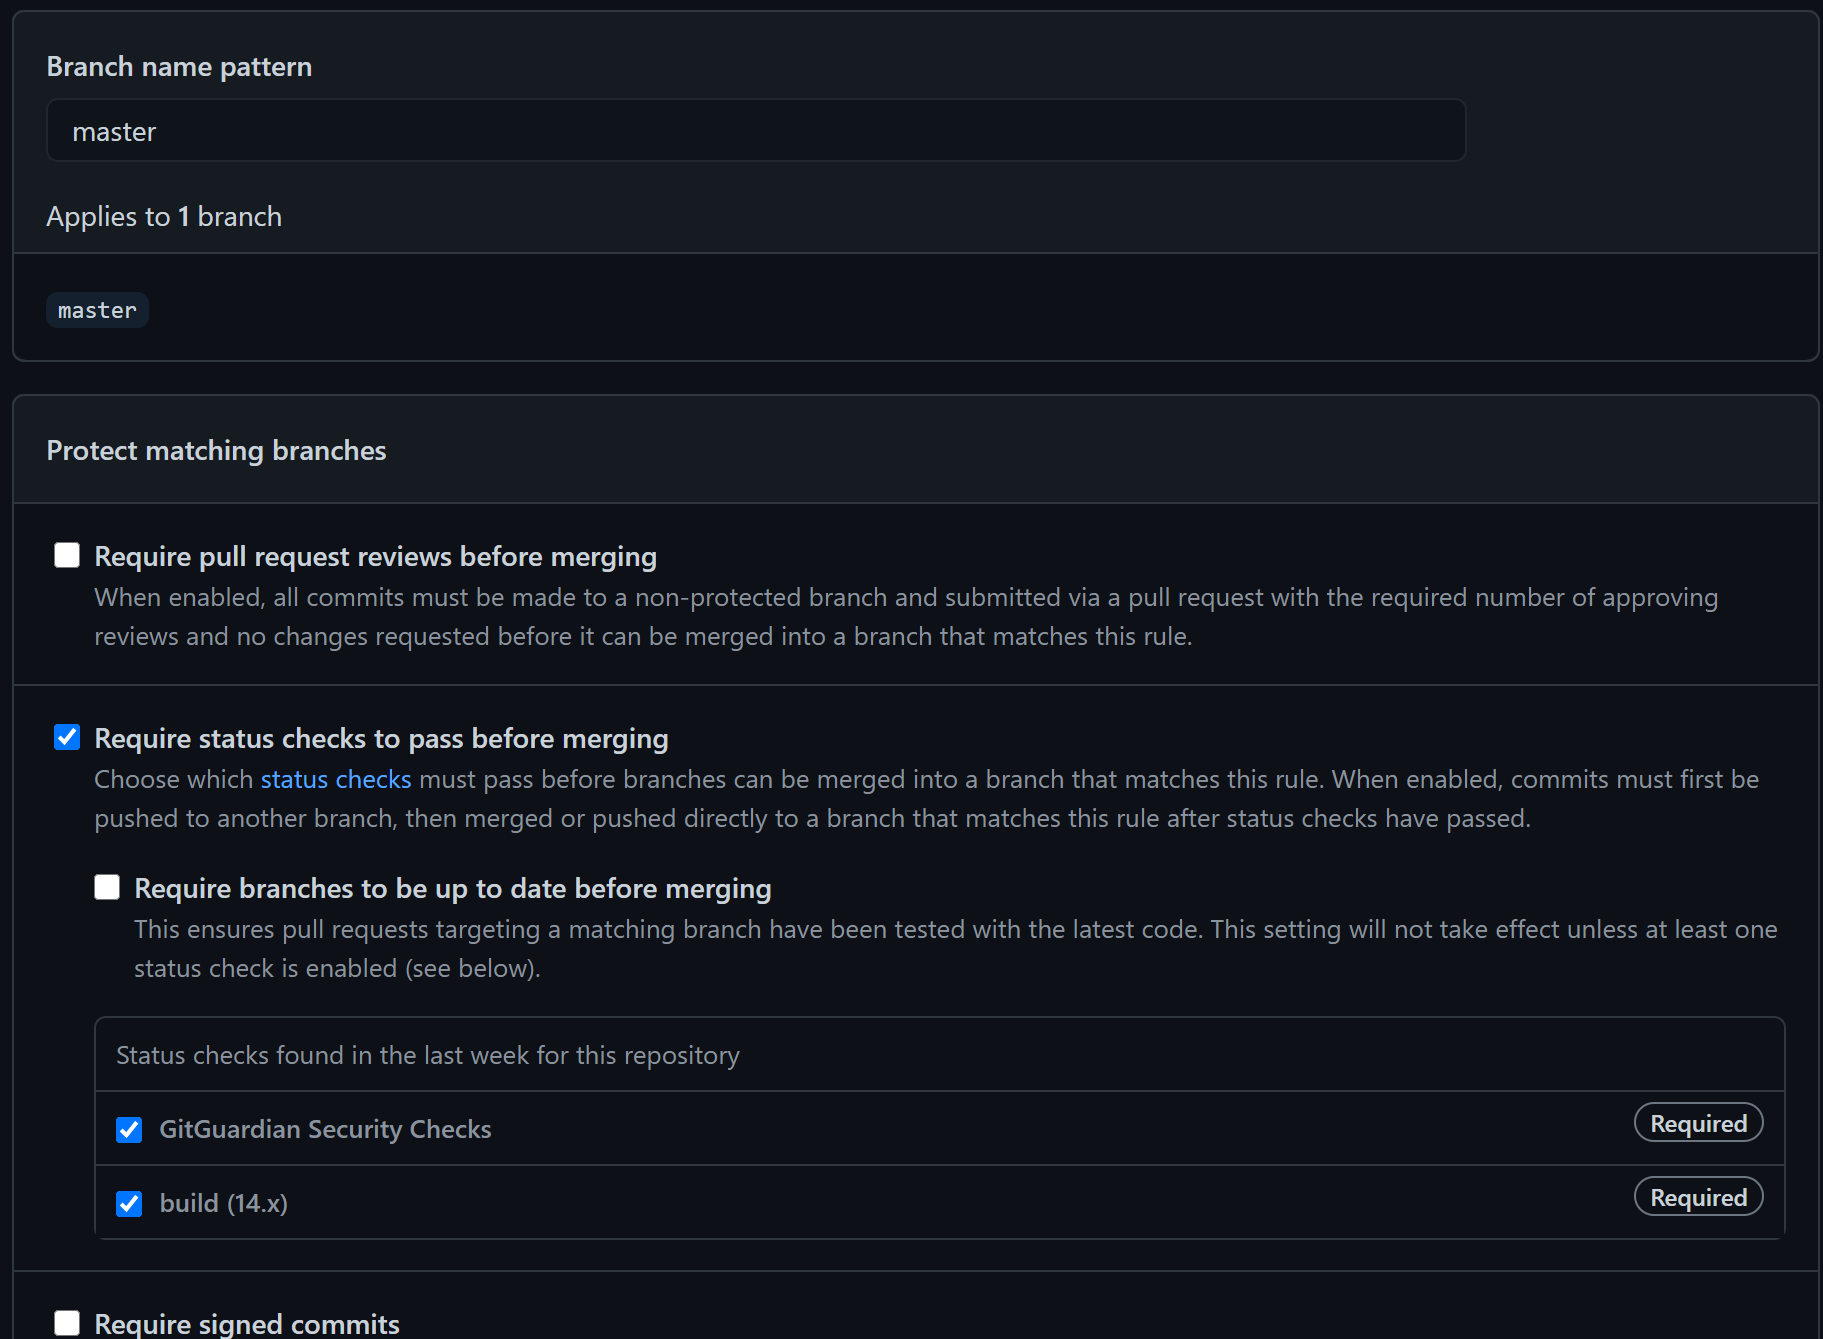 Branch name pattern
master
Applies to 1 branch
master
Protect matching branches
Require pull request reviews before merging
When enabled, all commits must be made to a non-protected branch and submitted via a pull request with the required number of approving
reviews and no changes requested before it can be merged into a branch that matches this rule.
Require status checks to pass before merging
Choose which status checks must pass before branches can be merged into a branch that matches this rule. When enabled, commits must first be
pushed to another branch, then merged or pushed directly to a branch that matches this rule after status checks have passed.
Require branches to be up to date before merging
This ensures pull requests targeting a matching branch have been tested with the latest code. This setting will not take effect unless at least one
status check is enabled (see below).
Status checks found in the last week for this repository
GitGuardian Security Checks Required
build (14.x) Required
Require signed commits